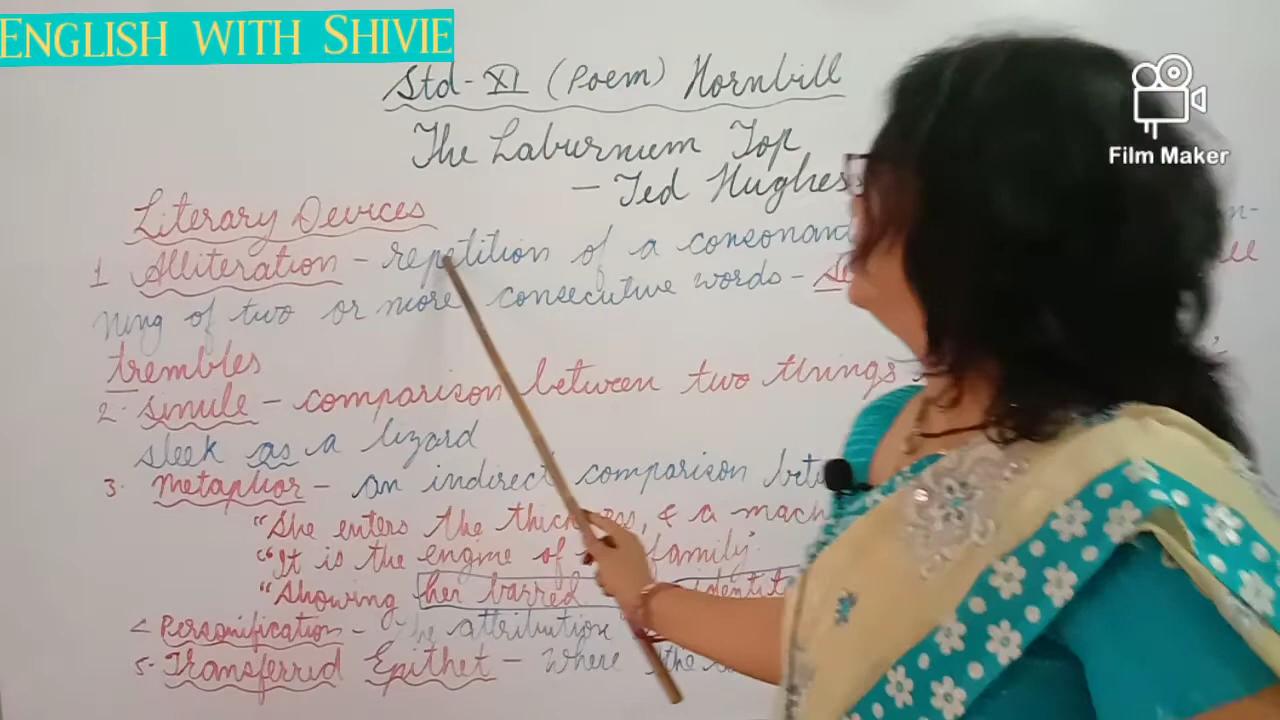 ENGLISH WITH SHIVIE
Film Maker
Std-XI (Poem) Hornbill
The Laburnum Top
- Ted Hughes
Literary Devices
1 Alliteration - repetition of a consonant
ning of two or more consecutive words -
trembles
2. Simile - comparison between two things
sleek as a lizard
3. Metaphor - an indirect comparison
"She enters the thickness, & a
"It is the engine of family".
"Showing her barred
Personification - attribution
5. Transferred Epithet - Where the